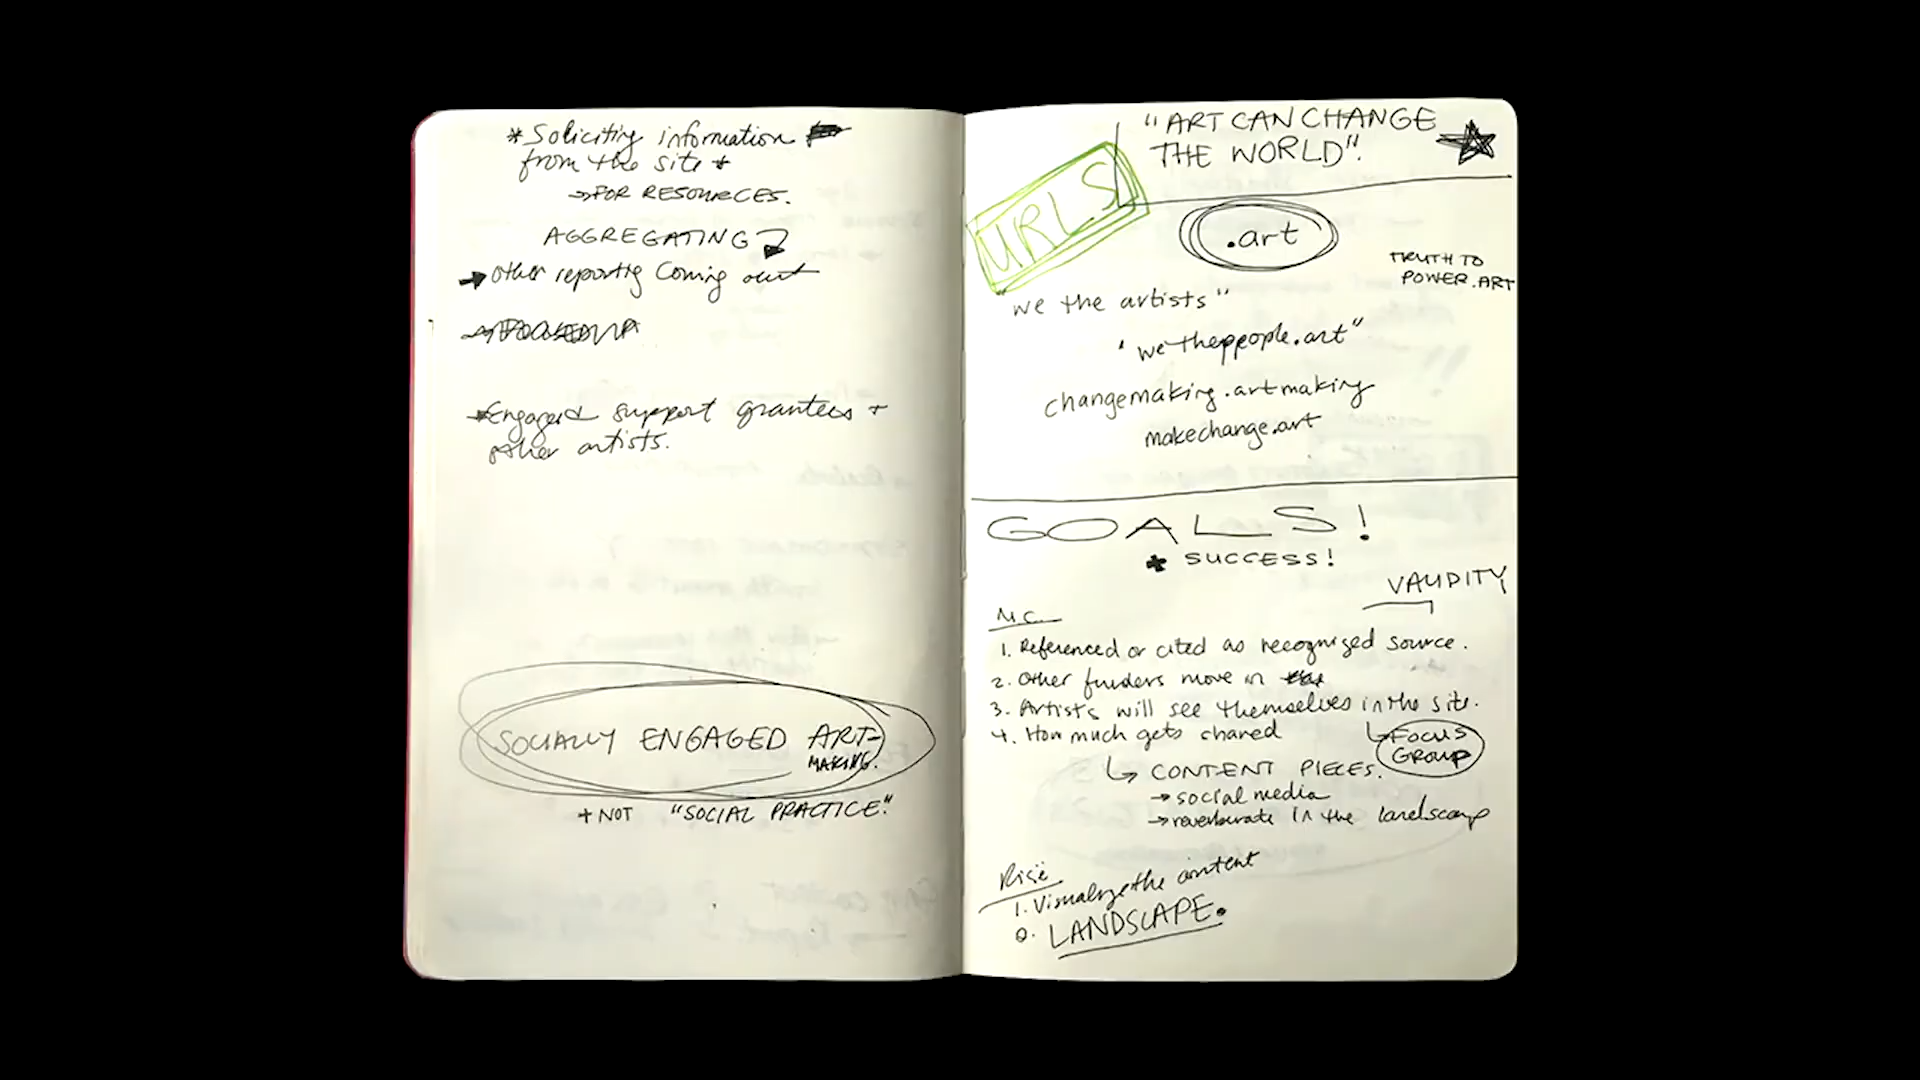 * Soliciting information
from the site *
→ FOR RESOURCES.
AGGREGATING
→ Other reporting coming out
→ Engage & support grantees +
other artists.
SOCIALLY ENGAGED ART-
MAKING.
+ NOT "SOCIAL PRACTICE."
"ART CAN CHANGE
THE WORLD".
URLS
.art
TRUTH TO
POWER.ART
"we the artists"
"wethepeople.art"
changemaking.artmaking
makechange.art
GOALS!
+ SUCCESS!
VALIDITY
M.C.
1. Referenced or cited as recognized source.
2. Other funders move in
3. Artists will see themselves in the site.
4. How much gets shared
↳ FOCUS
GROUP
↳ CONTENT PIECES.
→ social media
→ reverberate in the landscape
Rise
1. Visualize the content
2. LANDSCAPE.